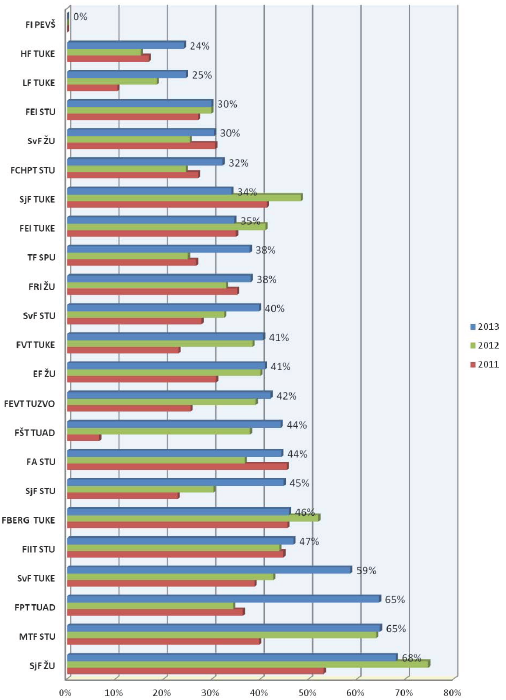 FI PEVŠ 0%
HF TUKE 24%
LF TUKE 25%
FEI STU 30%
SvF ŽU 30%
FCHPT STU 32%
SjF TUKE 34%
FEI TUKE 35%
TF SPU 38%
FRI ŽU 38%
SvF STU 40%
FVT TUKE 41%
EF ŽU 41%
FEVT TUZVO 42%
FŠT TUAD 44%
FA STU 44%
SjF STU 45%
FBERG TUKE 46%
FIIT STU 47%
SvF TUKE 59%
FPT TUAD 65%
MTF STU 65%
SjF ŽU 68%
0% 10% 20% 30% 40% 50% 60% 70% 80%
2013
2012
2011